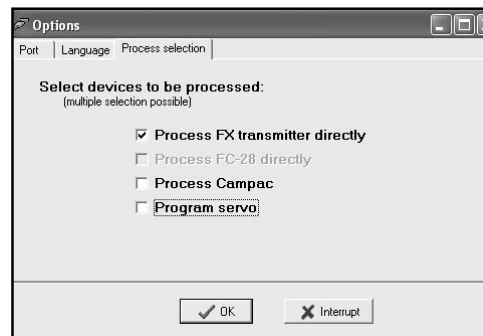 Options
Port Language Process selection
Select devices to be processed:
(multiple selection possible)
Process FX transmitter directly
Process FC-28 directly
Process Campac
Program servo
OK Interrupt